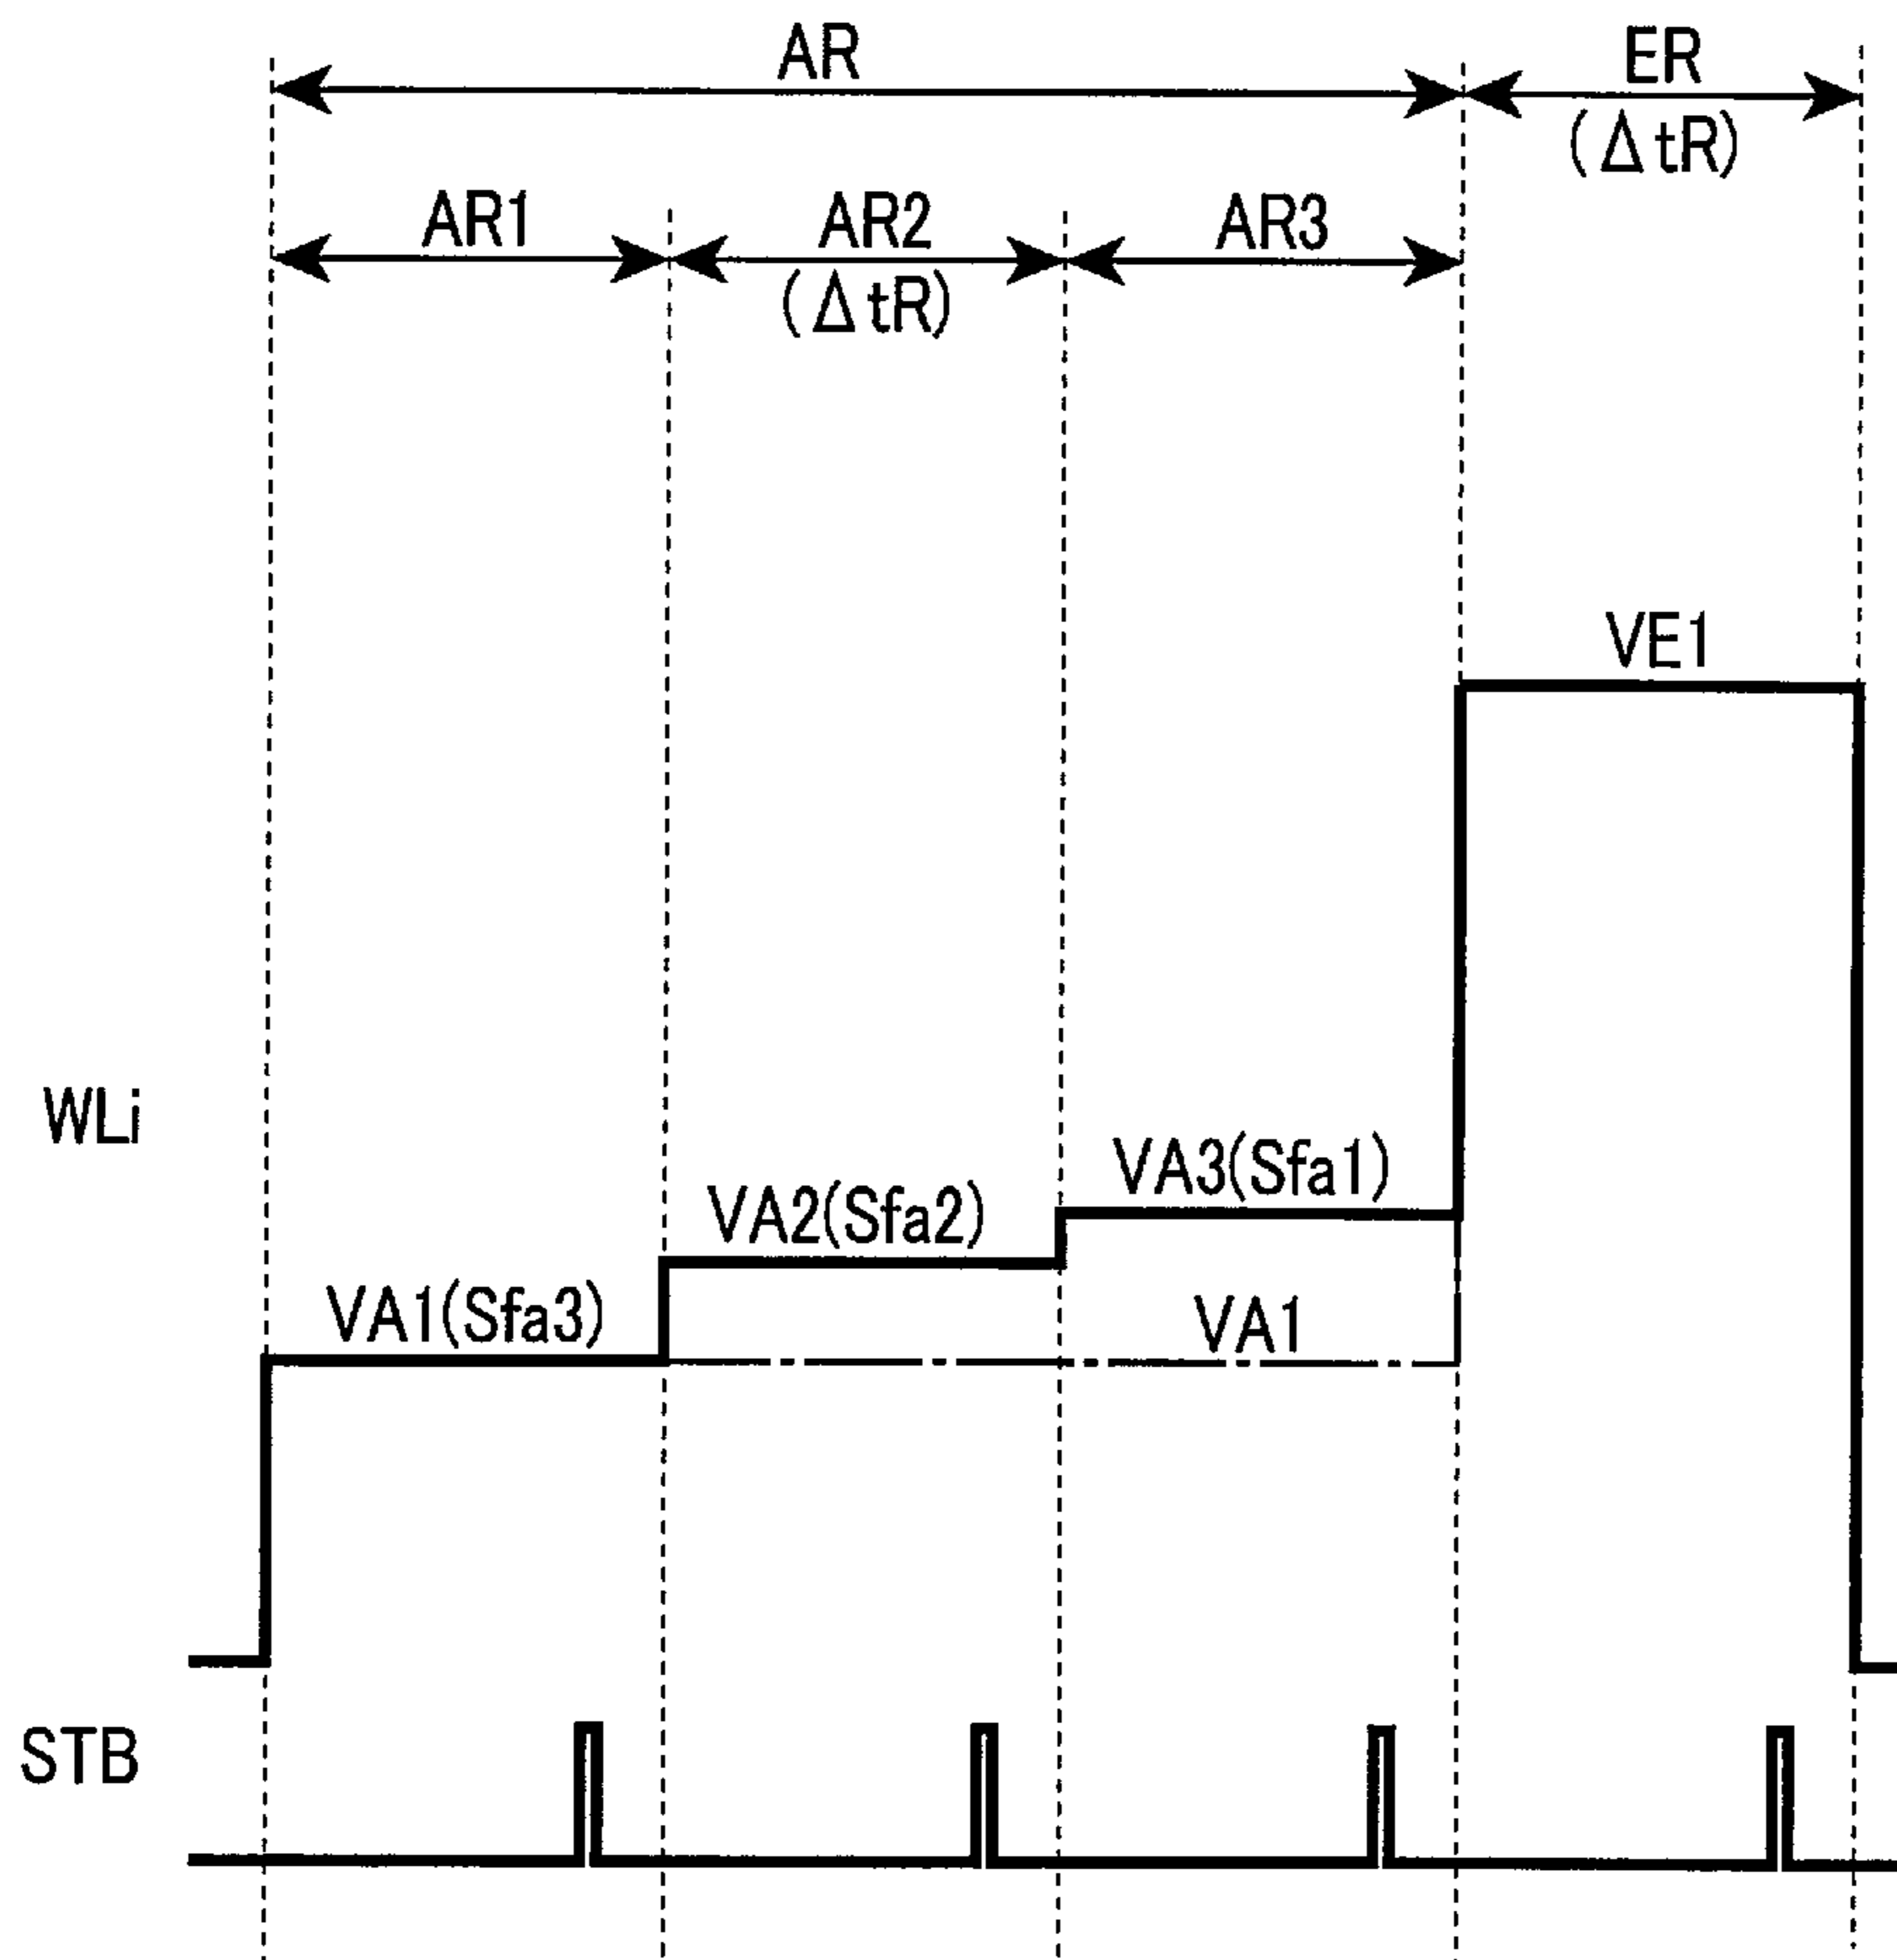 AR
ER
(ΔtR)
AR1
AR2
AR3
(ΔtR)
VE1
WLi
VA3(Sfa1)
VA2(Sfa2)
VA1(Sfa3)
VA1
STB